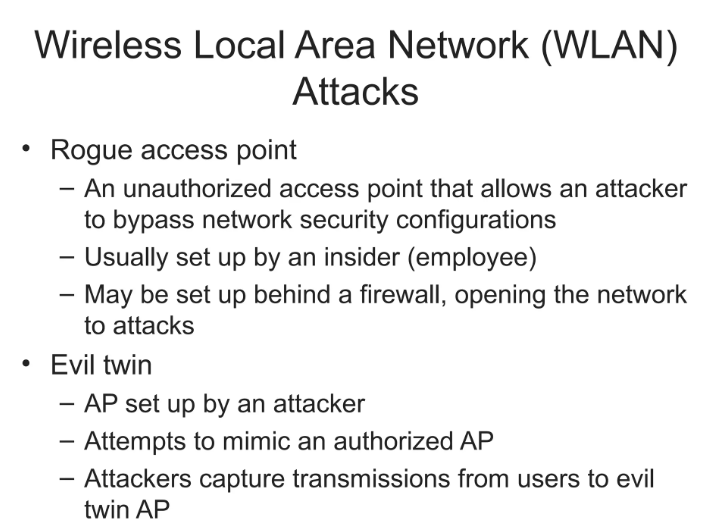 Wireless Local Area Network (WLAN)
Attacks
• Rogue access point
– An unauthorized access point that allows an attacker
to bypass network security configurations
– Usually set up by an insider (employee)
– May be set up behind a firewall, opening the network
to attacks
• Evil twin
– AP set up by an attacker
– Attempts to mimic an authorized AP
– Attackers capture transmissions from users to evil
twin AP